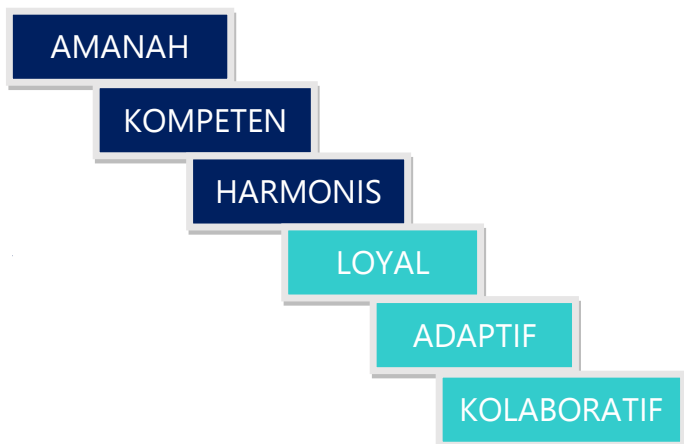 AMANAH
KOMPETEN
HARMONIS
LOYAL
ADAPTIF
KOLABORATIF